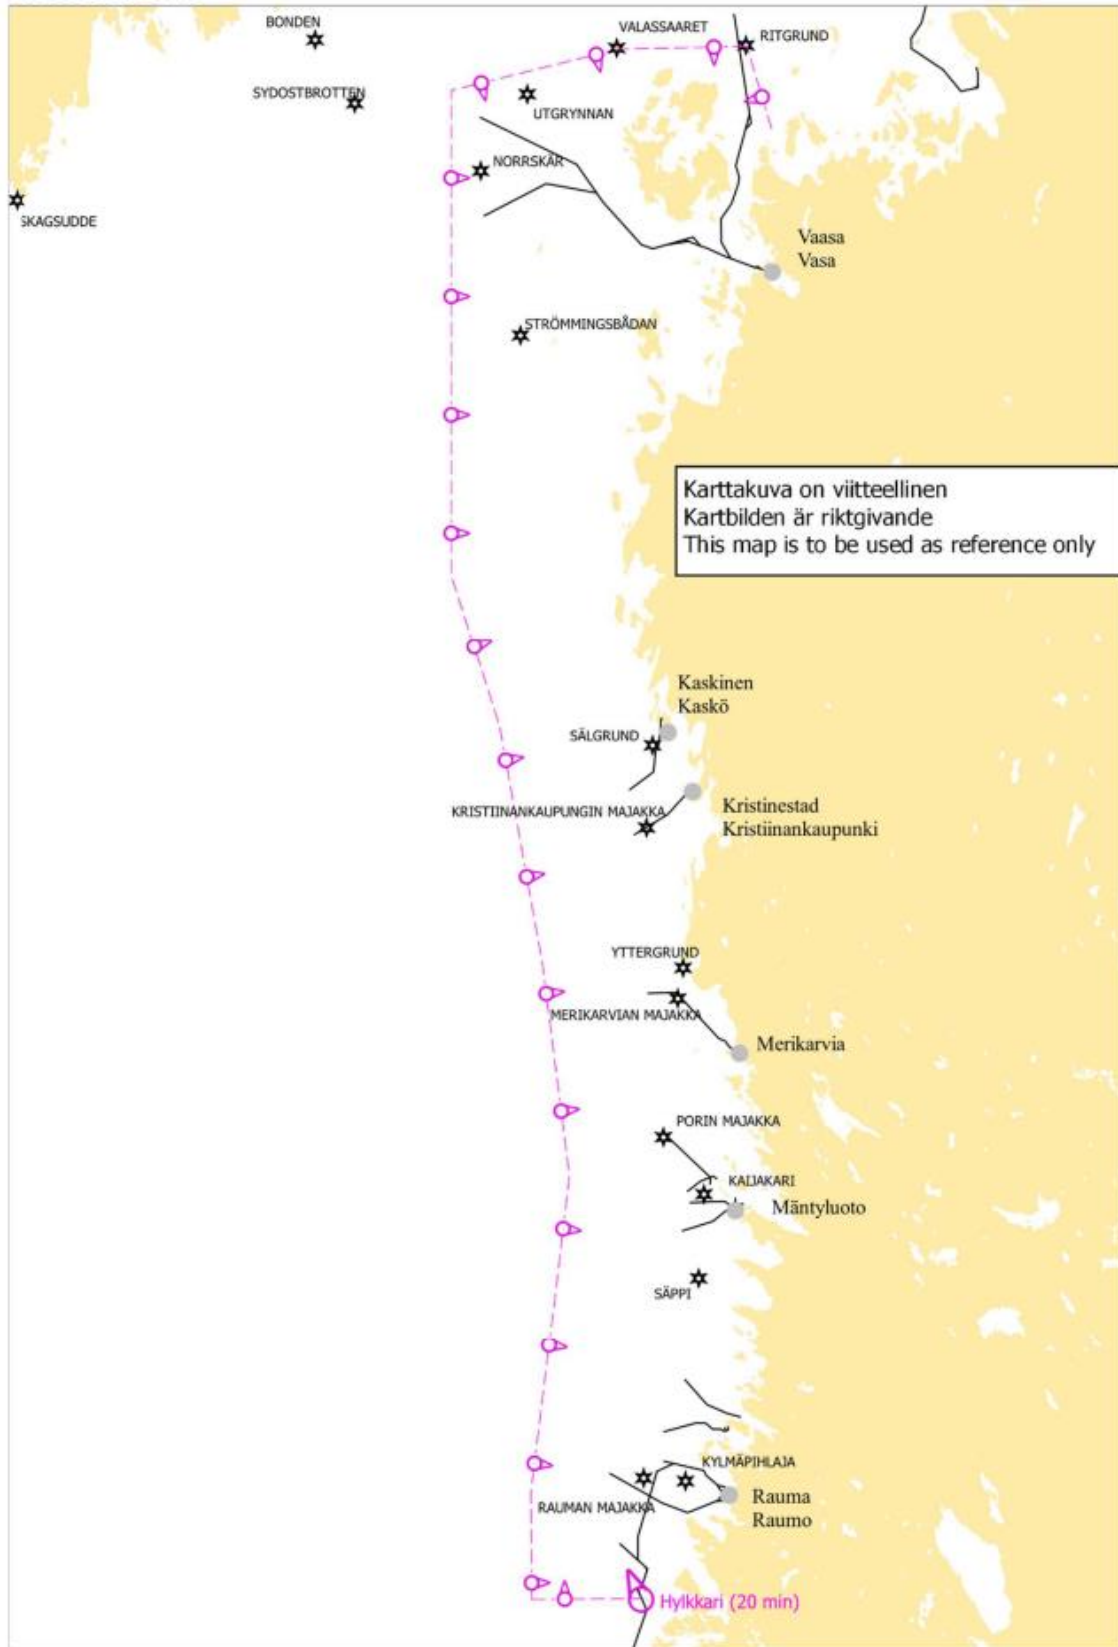 BONDEN
VALASSAARET
RITGRUND
SYDOSTBROTTEN
UTGRYNNAN
NORRSKÄR
SKAGSUDDE
Vaasa
Vasa
STRÖMMINGSBÅDAN
Karttakuva on viitteellinen
Kartbilden är riktgivande
This map is to be used as reference only
Kaskinen
Kaskö
SÄLGRUND
KRISTIINANKAUPUNGIN MAJAKKA
Kristinestad
Kristiinankaupunki
YTTERGRUND
MERIKARVIAN MAJAKKA
Merikarvia
PORIN MAJAKKA
KAIJAKARI
Mäntyluoto
SÄPPI
KYLMÄPIHLAJA
RAUMAN MAJAKKA
Rauma
Raumo
Hylkkari (20 min)